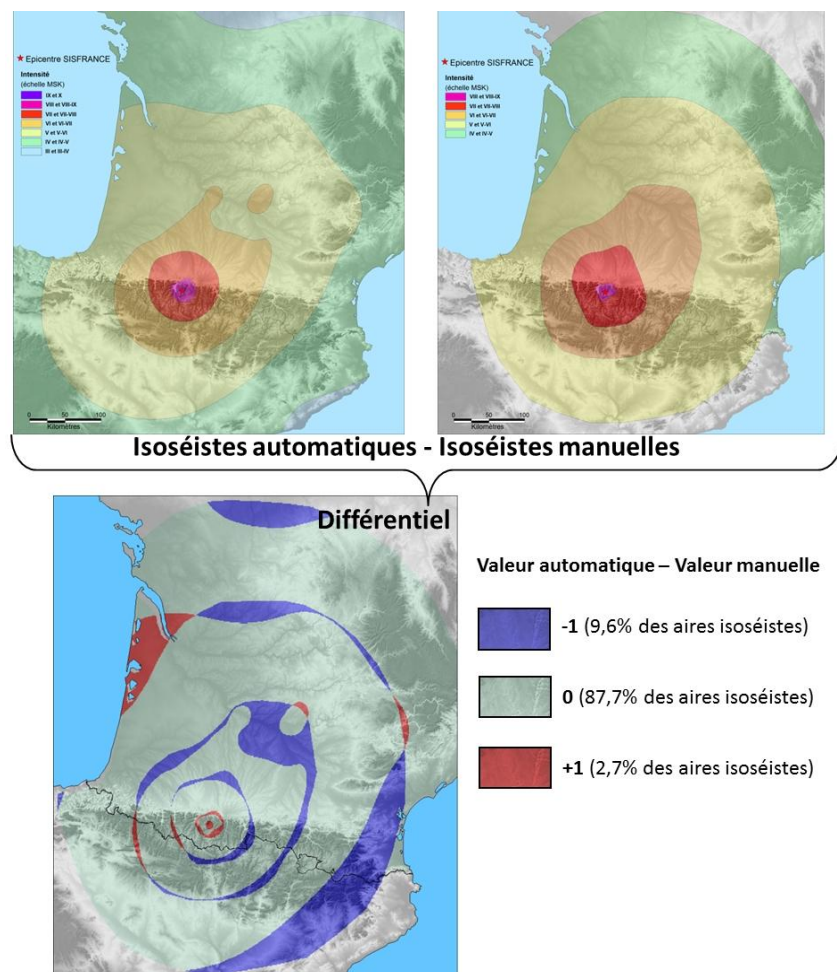 ★ Epicentre SISFRANCE
Intensité
(échelle MSK)
IX et X
VIII et VIII-IX
VII et VII-VIII
VI et VI-VII
V et V-VI
IV et IV-V
III et III-IV
0 50 100
Kilomètres
★ Epicentre SISFRANCE
Intensité
(échelle MSK)
VIII et VIII-IX
VII et VII-VIII
VI et VI-VII
V et V-VI
IV et IV-V
0 50 100
Kilomètres
Isoséistes automatiques - Isoséistes manuelles
Différentiel
Valeur automatique – Valeur manuelle
-1 (9,6% des aires isoséistes)
0 (87,7% des aires isoséistes)
+1 (2,7% des aires isoséistes)